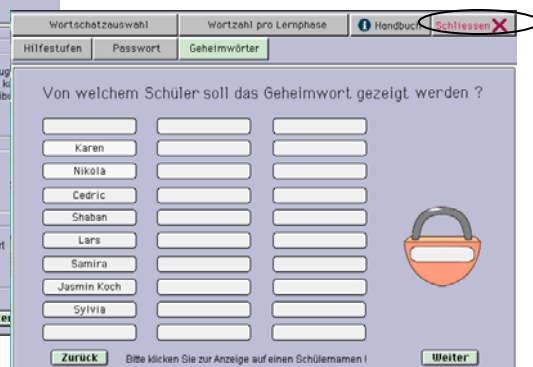 Wortschatzauswahl
Wortzahl pro Lernphase
Handbuch
Schliessen
Hilfestufen
Passwort
Geheimwörter
Von welchem Schüler soll das Geheimwort gezeigt werden ?
Karen
Nikola
Cedric
Shaban
Lars
Samira
Jasmin Koch
Sylvia
Zurück
Bitte klicken Sie zur Anzeige auf einen Schülernamen !
Weiter